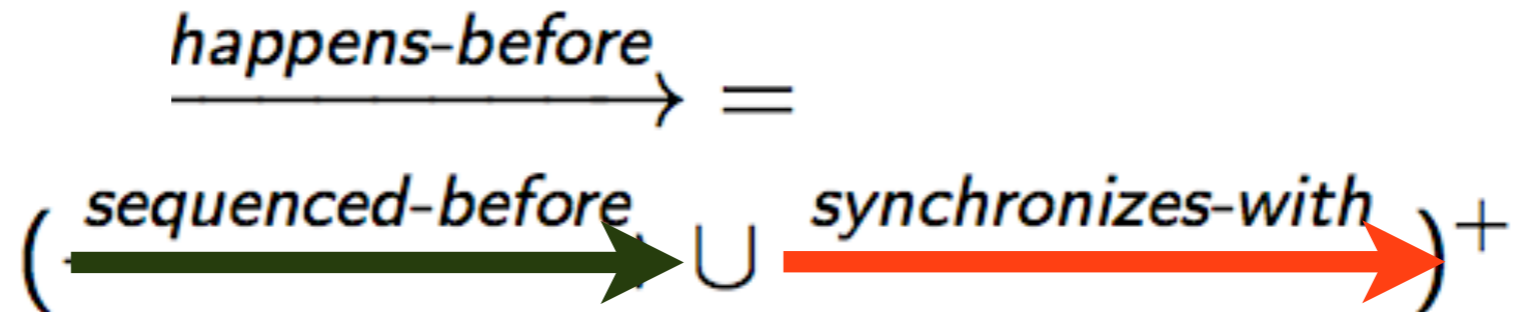 happens-before
⟶ =
sequenced-before synchronizes-with
( ⟶ ∪ ⟶ )+